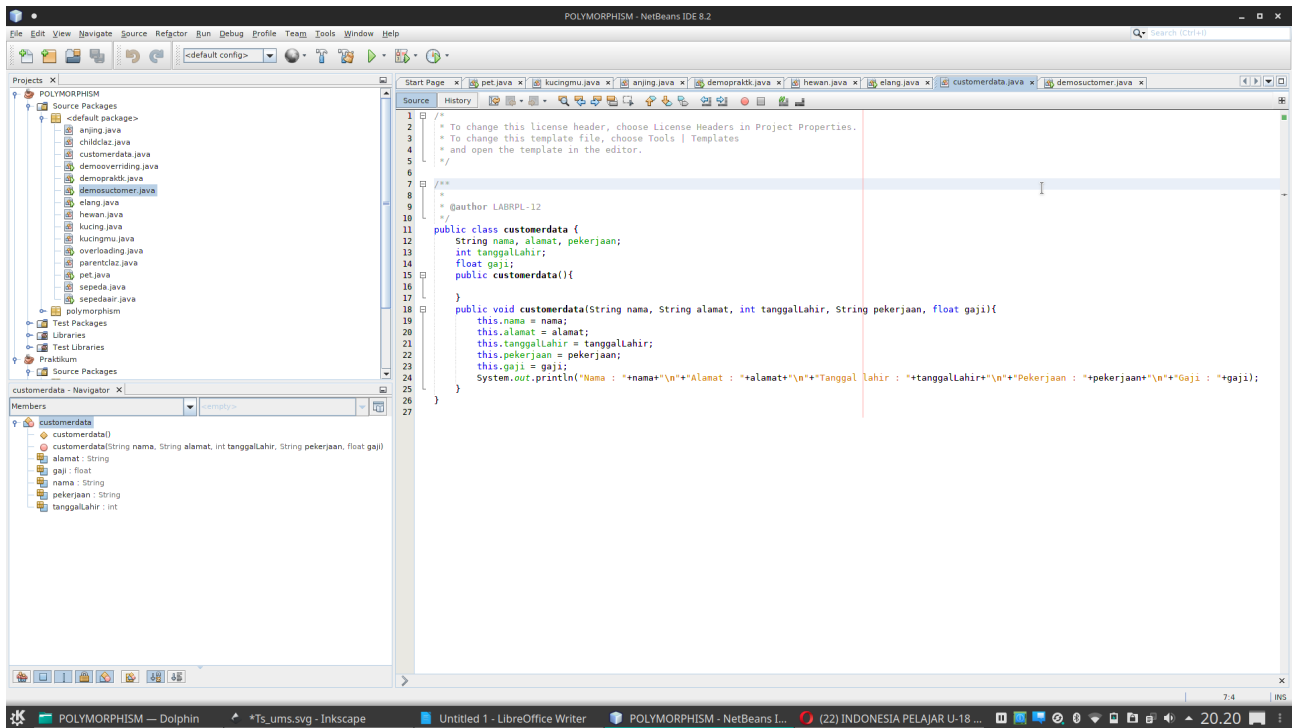 POLYMORPHISM - NetBeans IDE 8.2
File Edit View Navigate Source Refactor Run Debug Profile Team Tools Window Help
Search (Ctrl+I)
<default config>
Projects
Start Page pet.java kucingmu.java anjing.java demopraktk.java hewan.java elang.java customerdata.java demosuctomer.java
Source History
POLYMORPHISM
Source Packages
<default package>
anjing.java
childclaz.java
customerdata.java
demooverriding.java
demopraktk.java
demosuctomer.java
elang.java
hewan.java
kucing.java
kucingmu.java
overloading.java
parentclaz.java
pet.java
sepeda.java
sepedaair.java
polymorphism
Test Packages
Libraries
Test Libraries
Praktikum
Source Packages
customerdata - Navigator
Members <empty>
customerdata
customerdata()
customerdata(String nama, String alamat, int tanggalLahir, String pekerjaan, float gaji)
alamat : String
gaji : float
nama : String
pekerjaan : String
tanggalLahir : int
1 /*
2 * To change this license header, choose License Headers in Project Properties.
3 * To change this template file, choose Tools | Templates
4 * and open the template in the editor.
5 */
6
7 /**
8 *
9 * @author LABRPL-12
10 */
11 public class customerdata {
12 String nama, alamat, pekerjaan;
13 int tanggalLahir;
14 float gaji;
15 public customerdata(){
16
17 }
18 public void customerdata(String nama, String alamat, int tanggalLahir, String pekerjaan, float gaji){
19 this.nama = nama;
20 this.alamat = alamat;
21 this.tanggalLahir = tanggalLahir;
22 this.pekerjaan = pekerjaan;
23 this.gaji = gaji;
24 System.out.println("Nama : "+nama+"\n"+"Alamat : "+alamat+"\n"+"Tanggal lahir : "+tanggalLahir+"\n"+"Pekerjaan : "+pekerjaan+"\n"+"Gaji : "+gaji);
25 }
26 }
27
7:4 INS
POLYMORPHISM — Dolphin *Ts_ums.svg - Inkscape Untitled 1 - LibreOffice Writer POLYMORPHISM - NetBeans I... (22) INDONESIA PELAJAR U-18 ... 20.20